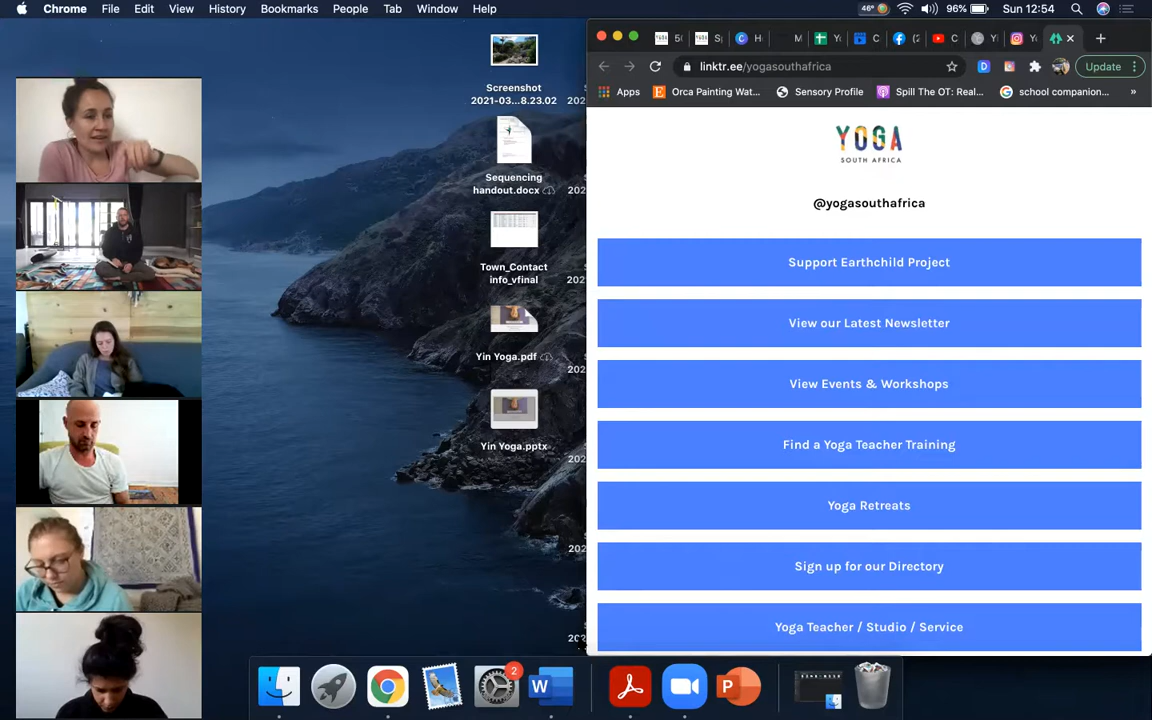 Chrome File Edit View History Bookmarks People Tab Window Help
46° 96% Sun 12:54
linktr.ee/yogasouthafrica
Update
Apps Orca Painting Wat... Sensory Profile Spill The OT: Real... school companion... »
Screenshot
2021-03...8.23.02
Sequencing
handout.docx
Town_Contact
info_vfinal
Yin Yoga.pdf
Yin Yoga.pptx
YOGA
SOUTH AFRICA
@yogasouthafrica
Support Earthchild Project
View our Latest Newsletter
View Events & Workshops
Find a Yoga Teacher Training
Yoga Retreats
Sign up for our Directory
Yoga Teacher / Studio / Service
2